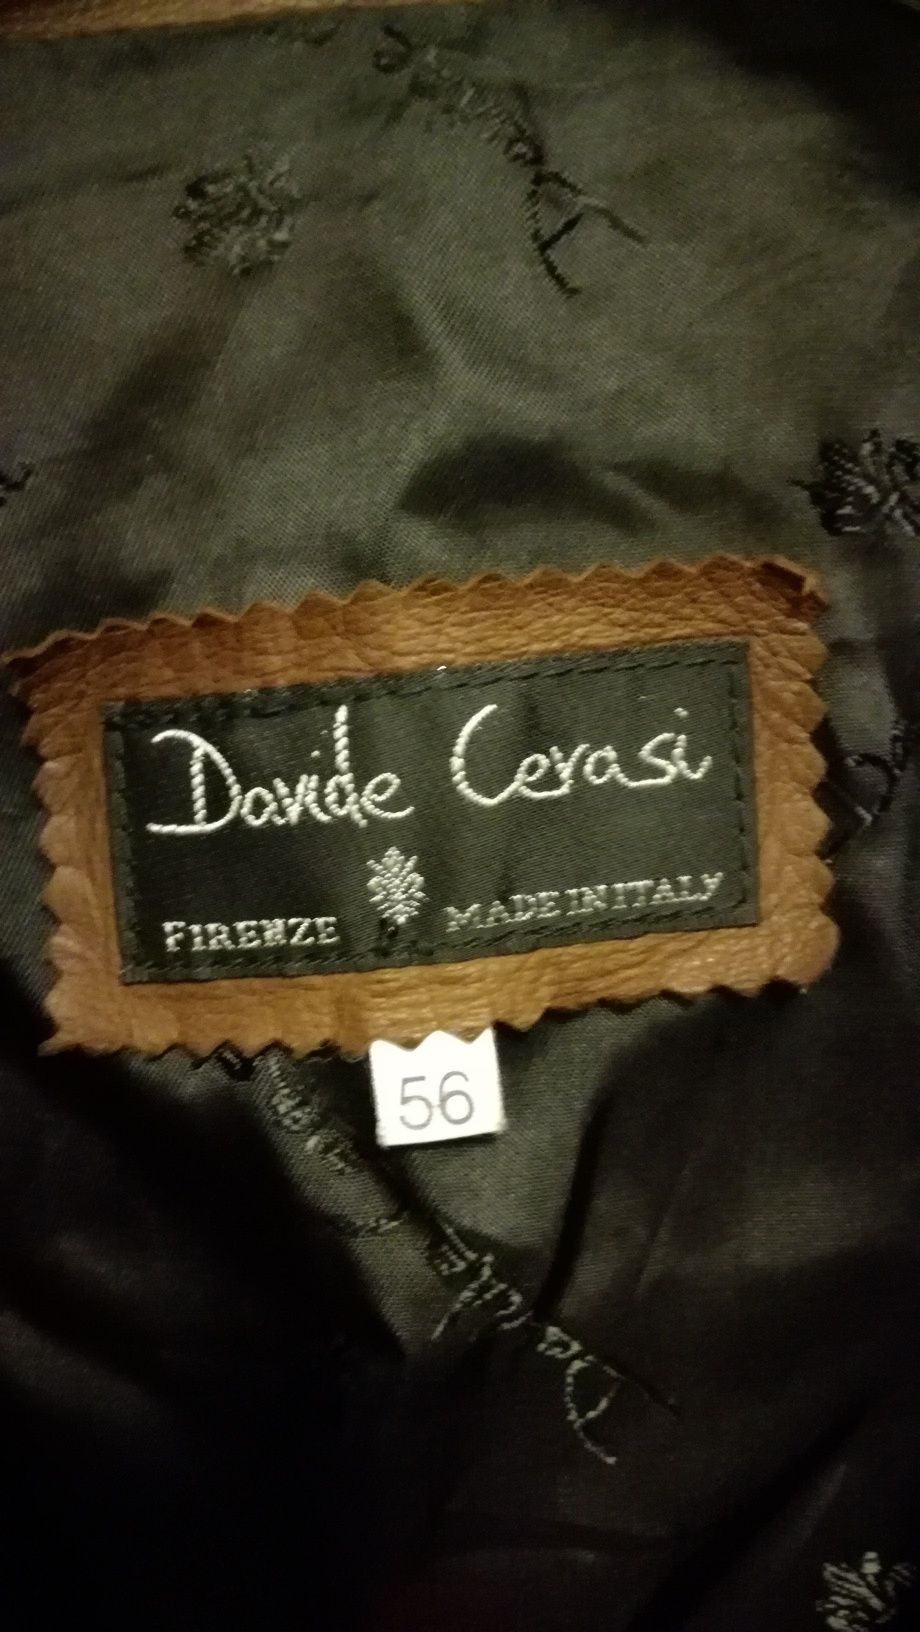 Davide Cerasi
FIRENZE MADE IN ITALY
56